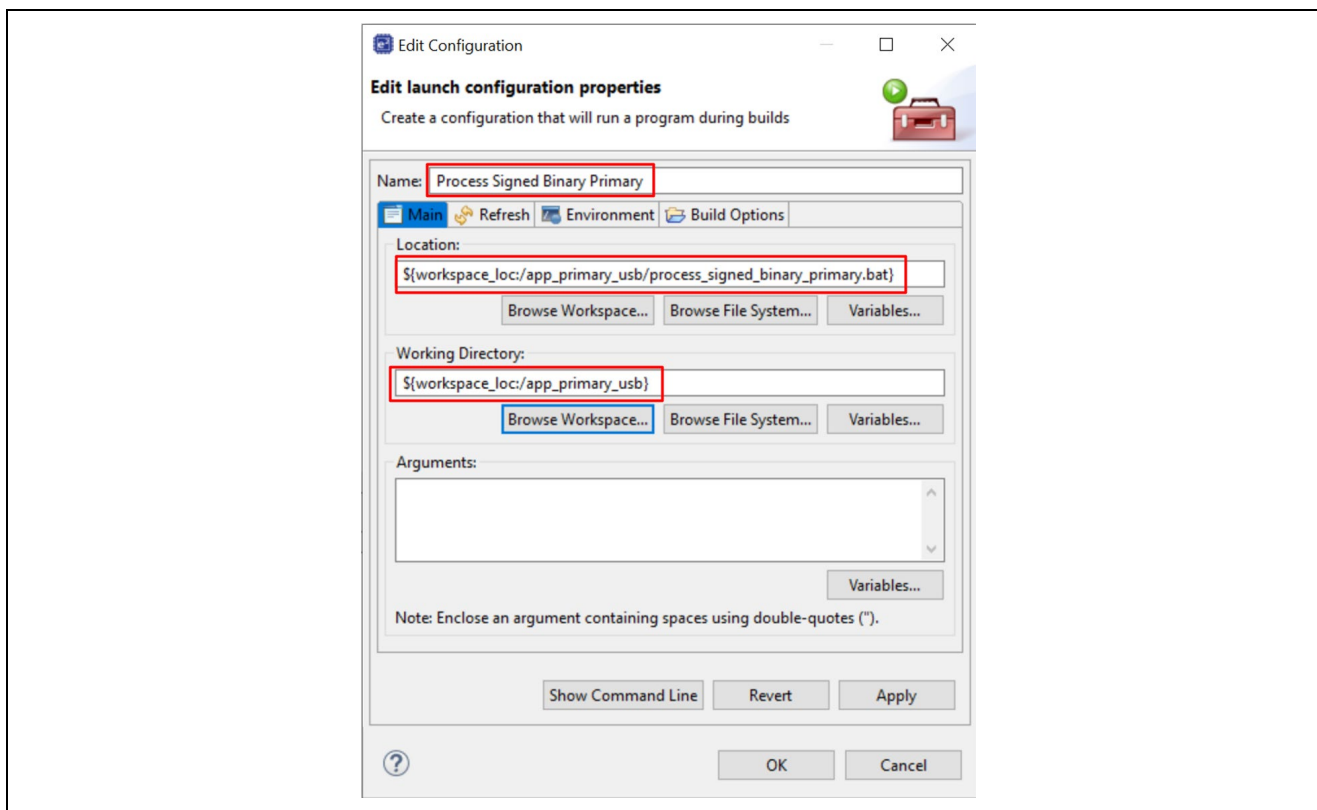 Edit Configuration
Edit launch configuration properties
Create a configuration that will run a program during builds
Name: Process Signed Binary Primary
Main Refresh Environment Build Options
Location:
${workspace_loc:/app_primary_usb/process_signed_binary_primary.bat}
Browse Workspace... Browse File System... Variables...
Working Directory:
${workspace_loc:/app_primary_usb}
Browse Workspace... Browse File System... Variables...
Arguments:
Variables...
Note: Enclose an argument containing spaces using double-quotes (").
Show Command Line Revert Apply
? OK Cancel